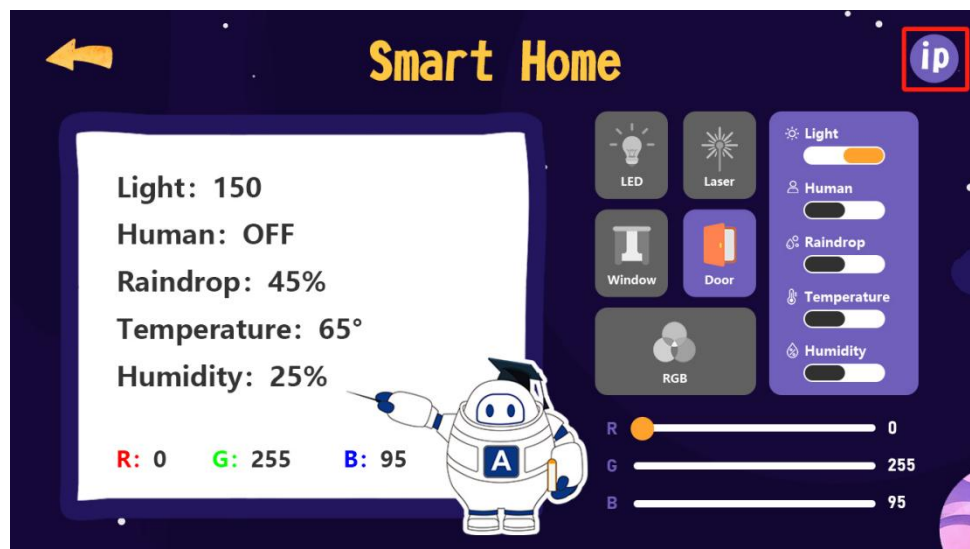 Smart Home
ip
Light: 150
Human: OFF
Raindrop: 45%
Temperature: 65°
Humidity: 25%
R: 0 G: 255 B: 95
A
LED
Laser
Window
Door
RGB
Light
Human
Raindrop
Temperature
Humidity
R 0
G 255
B 95